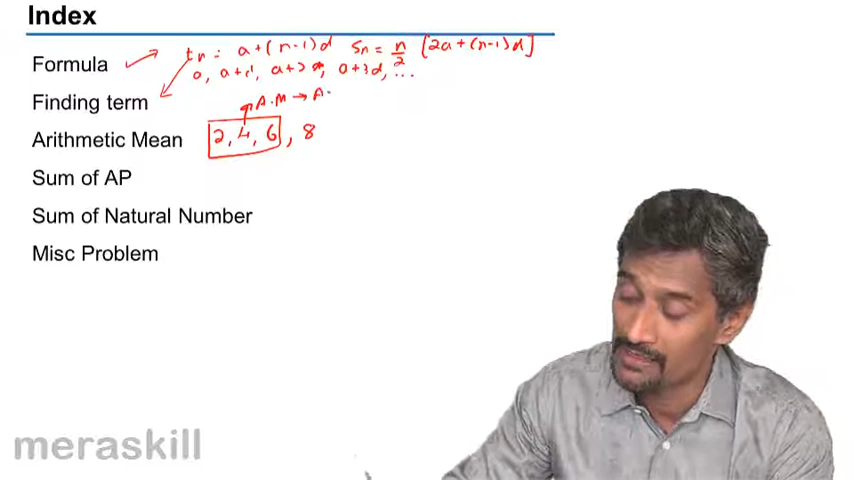 Index
Formula
tn = a+(n-1)d Sn = n/2 [2a+(n-1)d]
a, a+d, a+2d, a+3d, ...
Finding term
A.M → A.
Arithmetic Mean
2, 4, 6, 8
Sum of AP
Sum of Natural Number
Misc Problem
meraskill